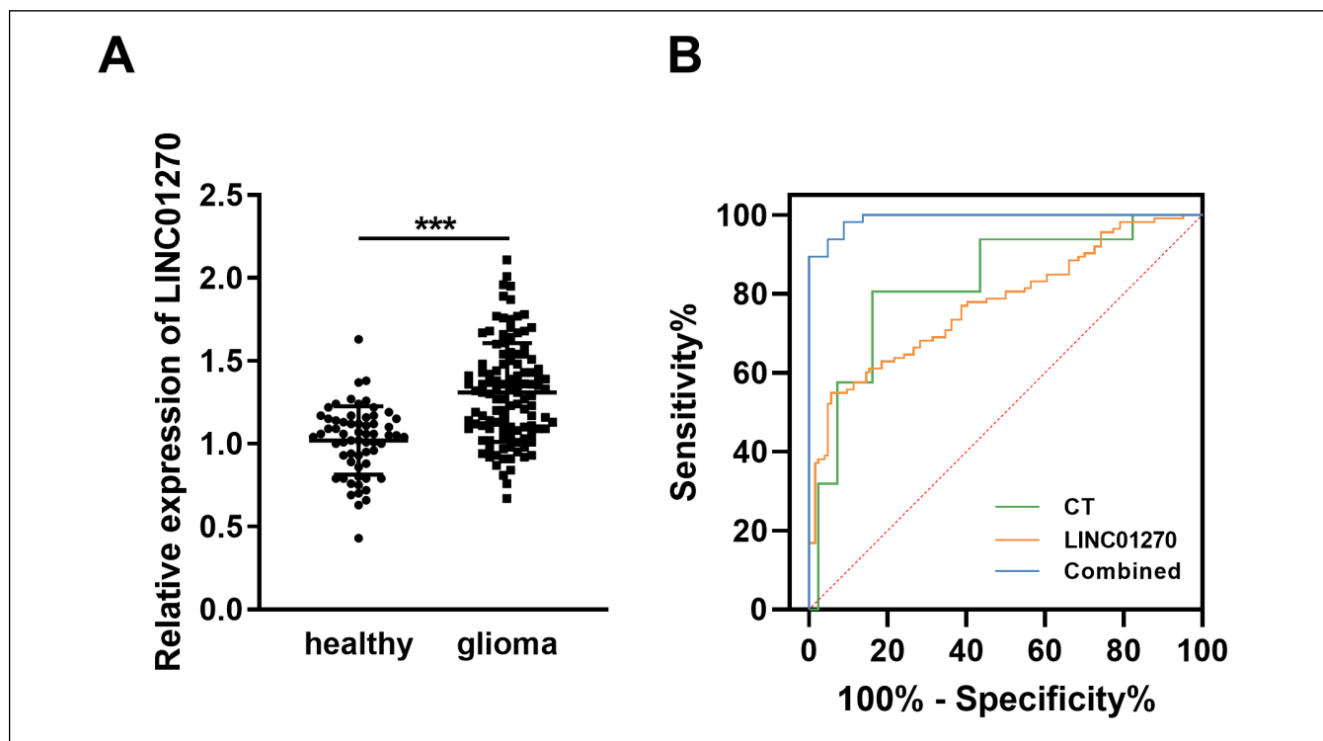 A
Relative expression of LINC01270
2.5
2.0
1.5
1.0
0.5
0.0
***
healthy glioma
B
Sensitivity%
100
80
60
40
20
0
CT
LINC01270
Combined
0 20 40 60 80 100
100% - Specificity%